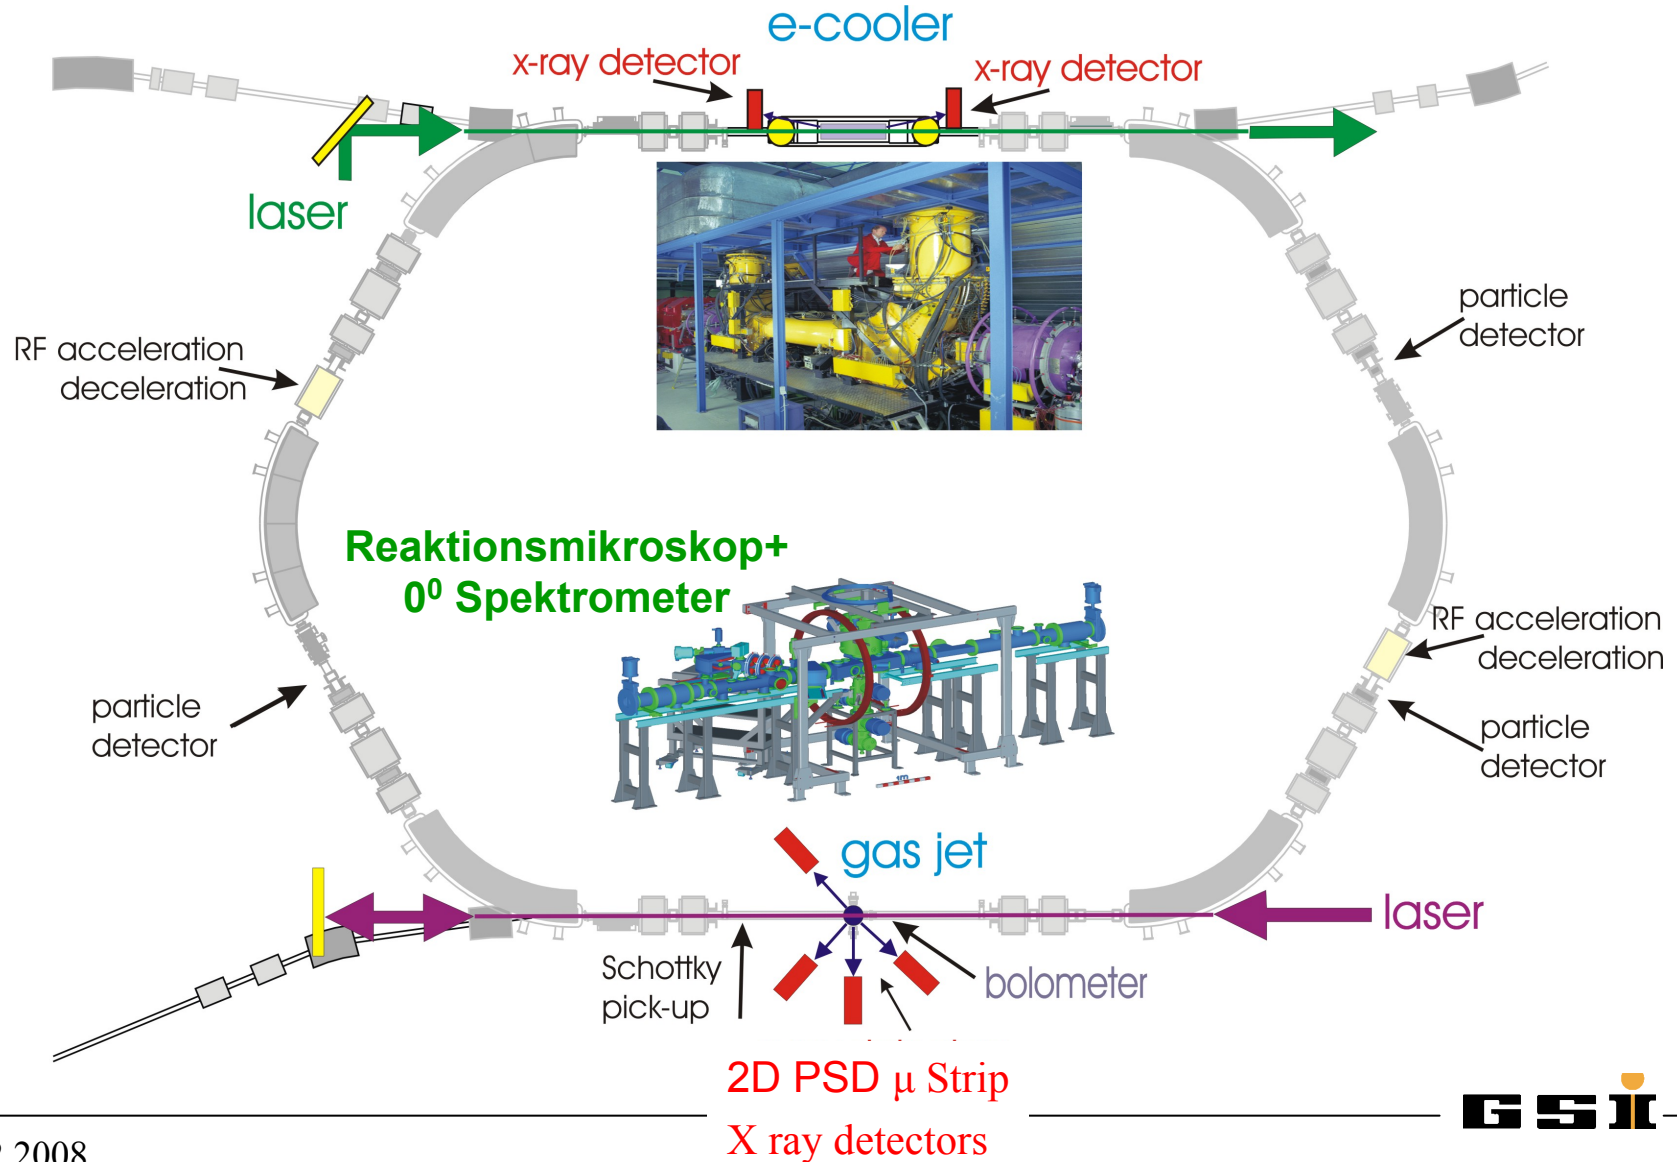 e-cooler
x-ray detector
x-ray detector
laser
particle
detector
RF acceleration
deceleration
Reaktionsmikroskop+
0⁰ Spektrometer
1m
RF acceleration
deceleration
particle
detector
particle
detector
gas jet
laser
Schottky
pick-up
bolometer
2D PSD μ Strip
X ray detectors
GSI
2008